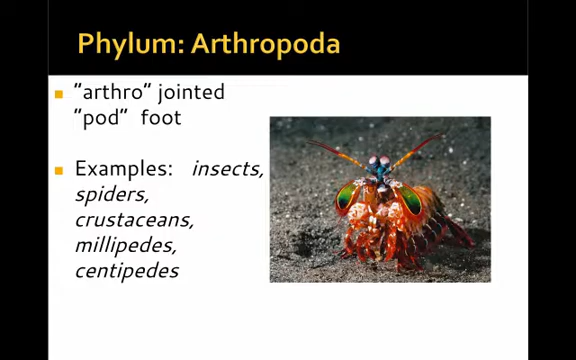 Phylum: Arthropoda
"arthro" jointed
"pod" foot
Examples: insects,
spiders,
crustaceans,
millipedes,
centipedes